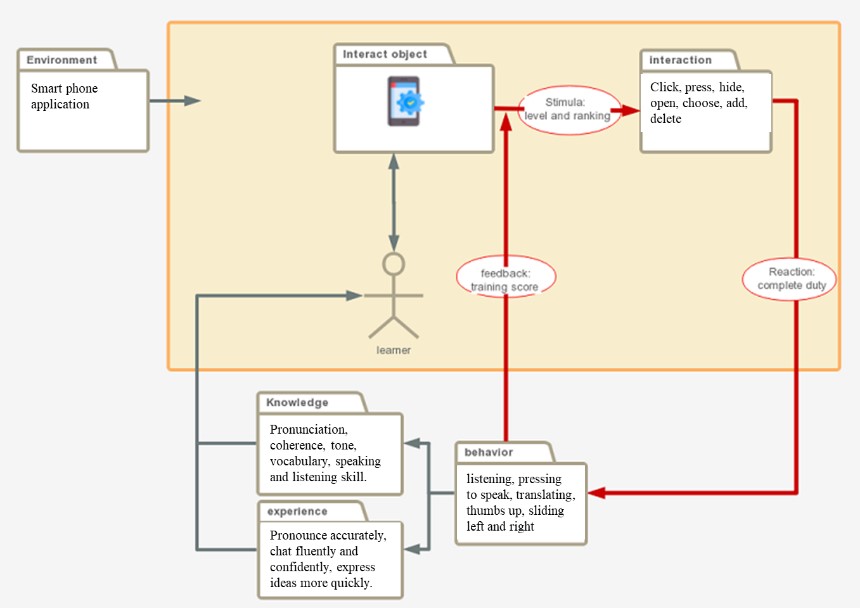 Environment
Smart phone
application
Interact object
Stimula:
level and ranking
interaction
Click, press, hide,
open, choose, add,
delete
feedback:
training score
Reaction:
complete duty
learner
Knowledge
Pronunciation,
coherence, tone,
vocabulary, speaking
and listening skill.
experience
Pronounce accurately,
chat fluently and
confidently, express
ideas more quickly.
behavior
listening, pressing
to speak, translating,
thumbs up, sliding
left and right